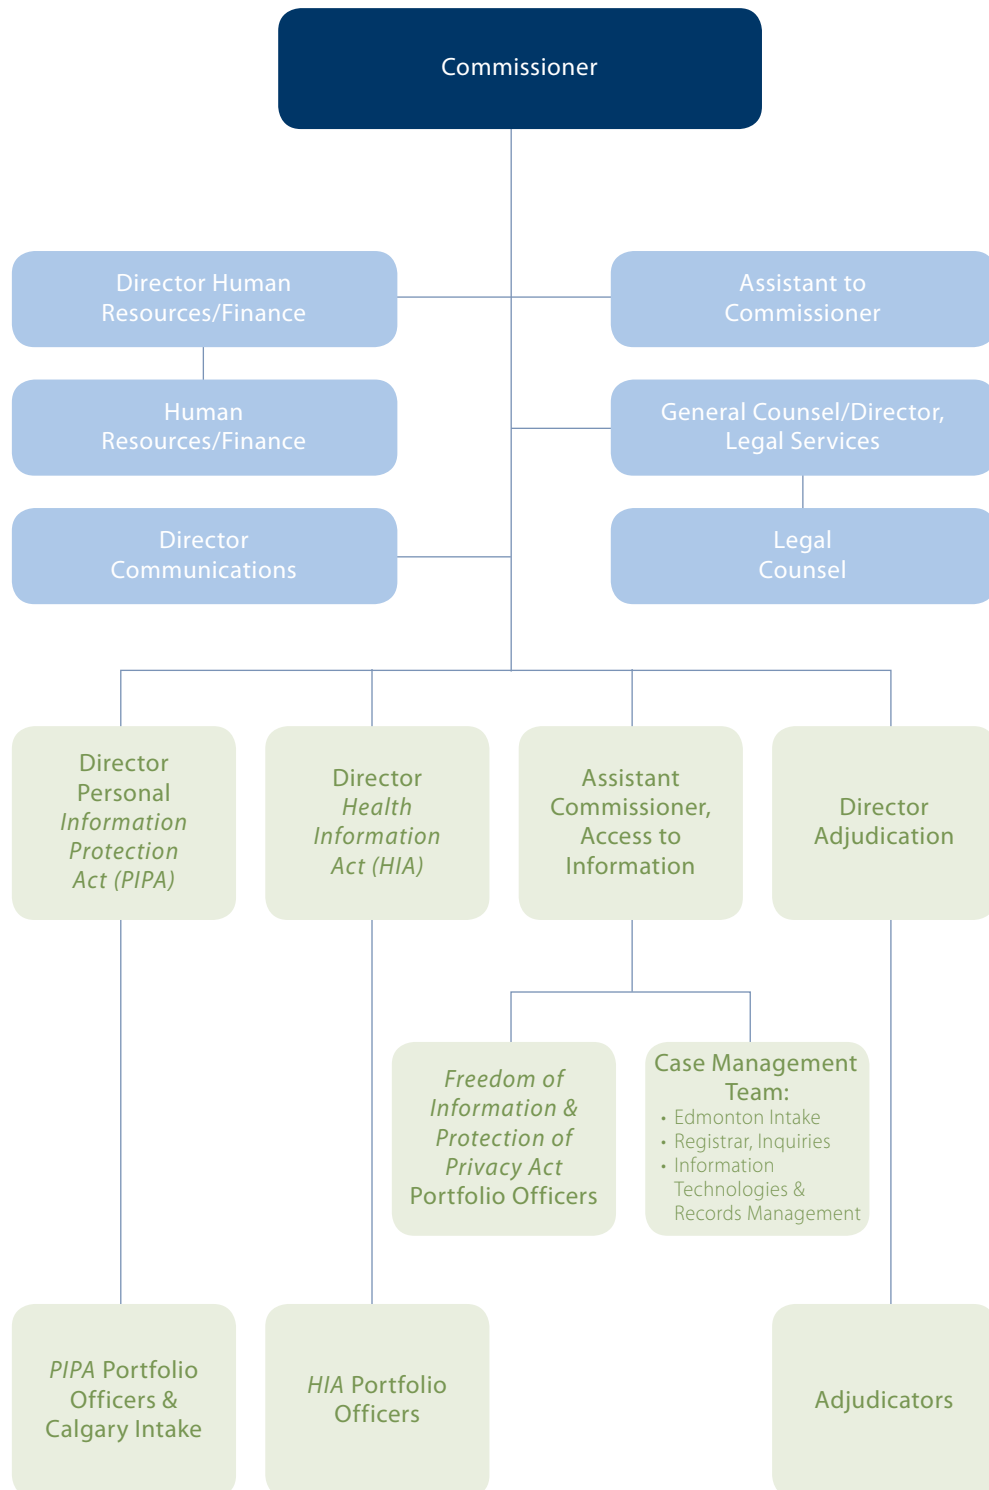 Commissioner
Director Human
Resources/Finance
Assistant to
Commissioner
Human
Resources/Finance
General Counsel/Director,
Legal Services
Director
Communications
Legal
Counsel
Director
Personal
Information
Protection
Act (PIPA)
Director
Health
Information
Act (HIA)
Assistant
Commissioner,
Access to
Information
Director
Adjudication
Freedom of
Information &
Protection of
Privacy Act
Portfolio Officers
Case Management
Team:
• Edmonton Intake
• Registrar, Inquiries
• Information
Technologies &
Records Management
PIPA Portfolio
Officers &
Calgary Intake
HIA Portfolio
Officers
Adjudicators